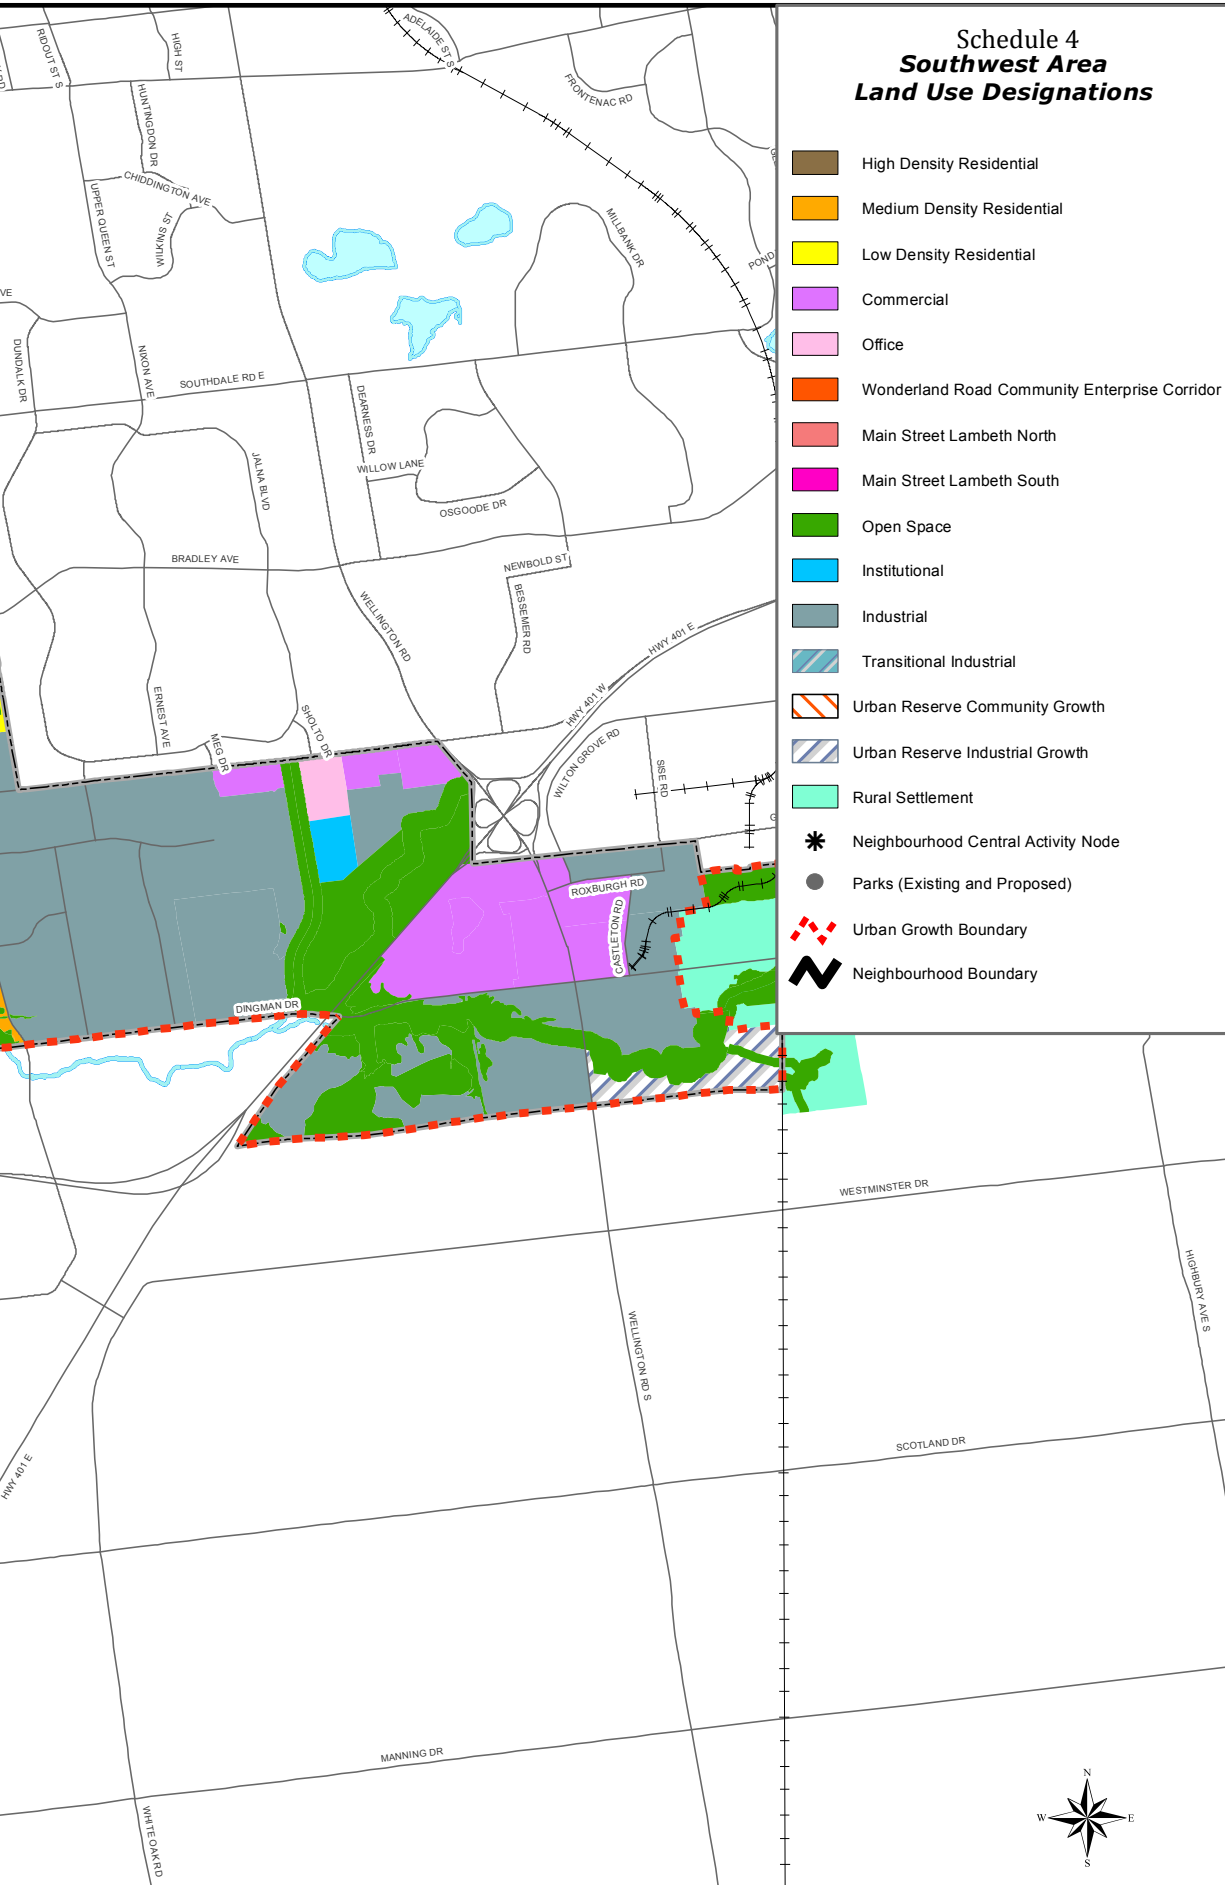 Schedule 4
Southwest Area
Land Use Designations
High Density Residential
Medium Density Residential
Low Density Residential
Commercial
Office
Wonderland Road Community Enterprise Corridor
Main Street Lambeth North
Main Street Lambeth South
Open Space
Institutional
Industrial
Transitional Industrial
Urban Reserve Community Growth
Urban Reserve Industrial Growth
Rural Settlement
Neighbourhood Central Activity Node
Parks (Existing and Proposed)
Urban Growth Boundary
Neighbourhood Boundary
RIDOUT ST S
HIGH ST
ADELAIDE ST S
FRONTENAC RD
HUNTINGDON DR
CHIDDINGTON AVE
UPPER QUEEN ST
WILKINS ST
MILLBANK DR
POND
VE
DUNDALK DR
NIXON AVE
SOUTHDALE RD E
DEARNESS DR
WILLOW LANE
OSGOODE DR
JALNA BLVD
BRADLEY AVE
NEWBOLD ST
BESSEMER RD
WELLINGTON RD
HWY 401 E
HWY 401 W
ERNEST AVE
MEG DR
SHOLTO DR
WILTON GROVE RD
SISE RD
G
ROXBURGH RD
CASTLETON RD
DINGMAN DR
WESTMINSTER DR
HIGHBURY AVE S
WELLINGTON RD S
SCOTLAND DR
HWY 401 E
MANNING DR
WHITE OAK RD
N
W
E
S